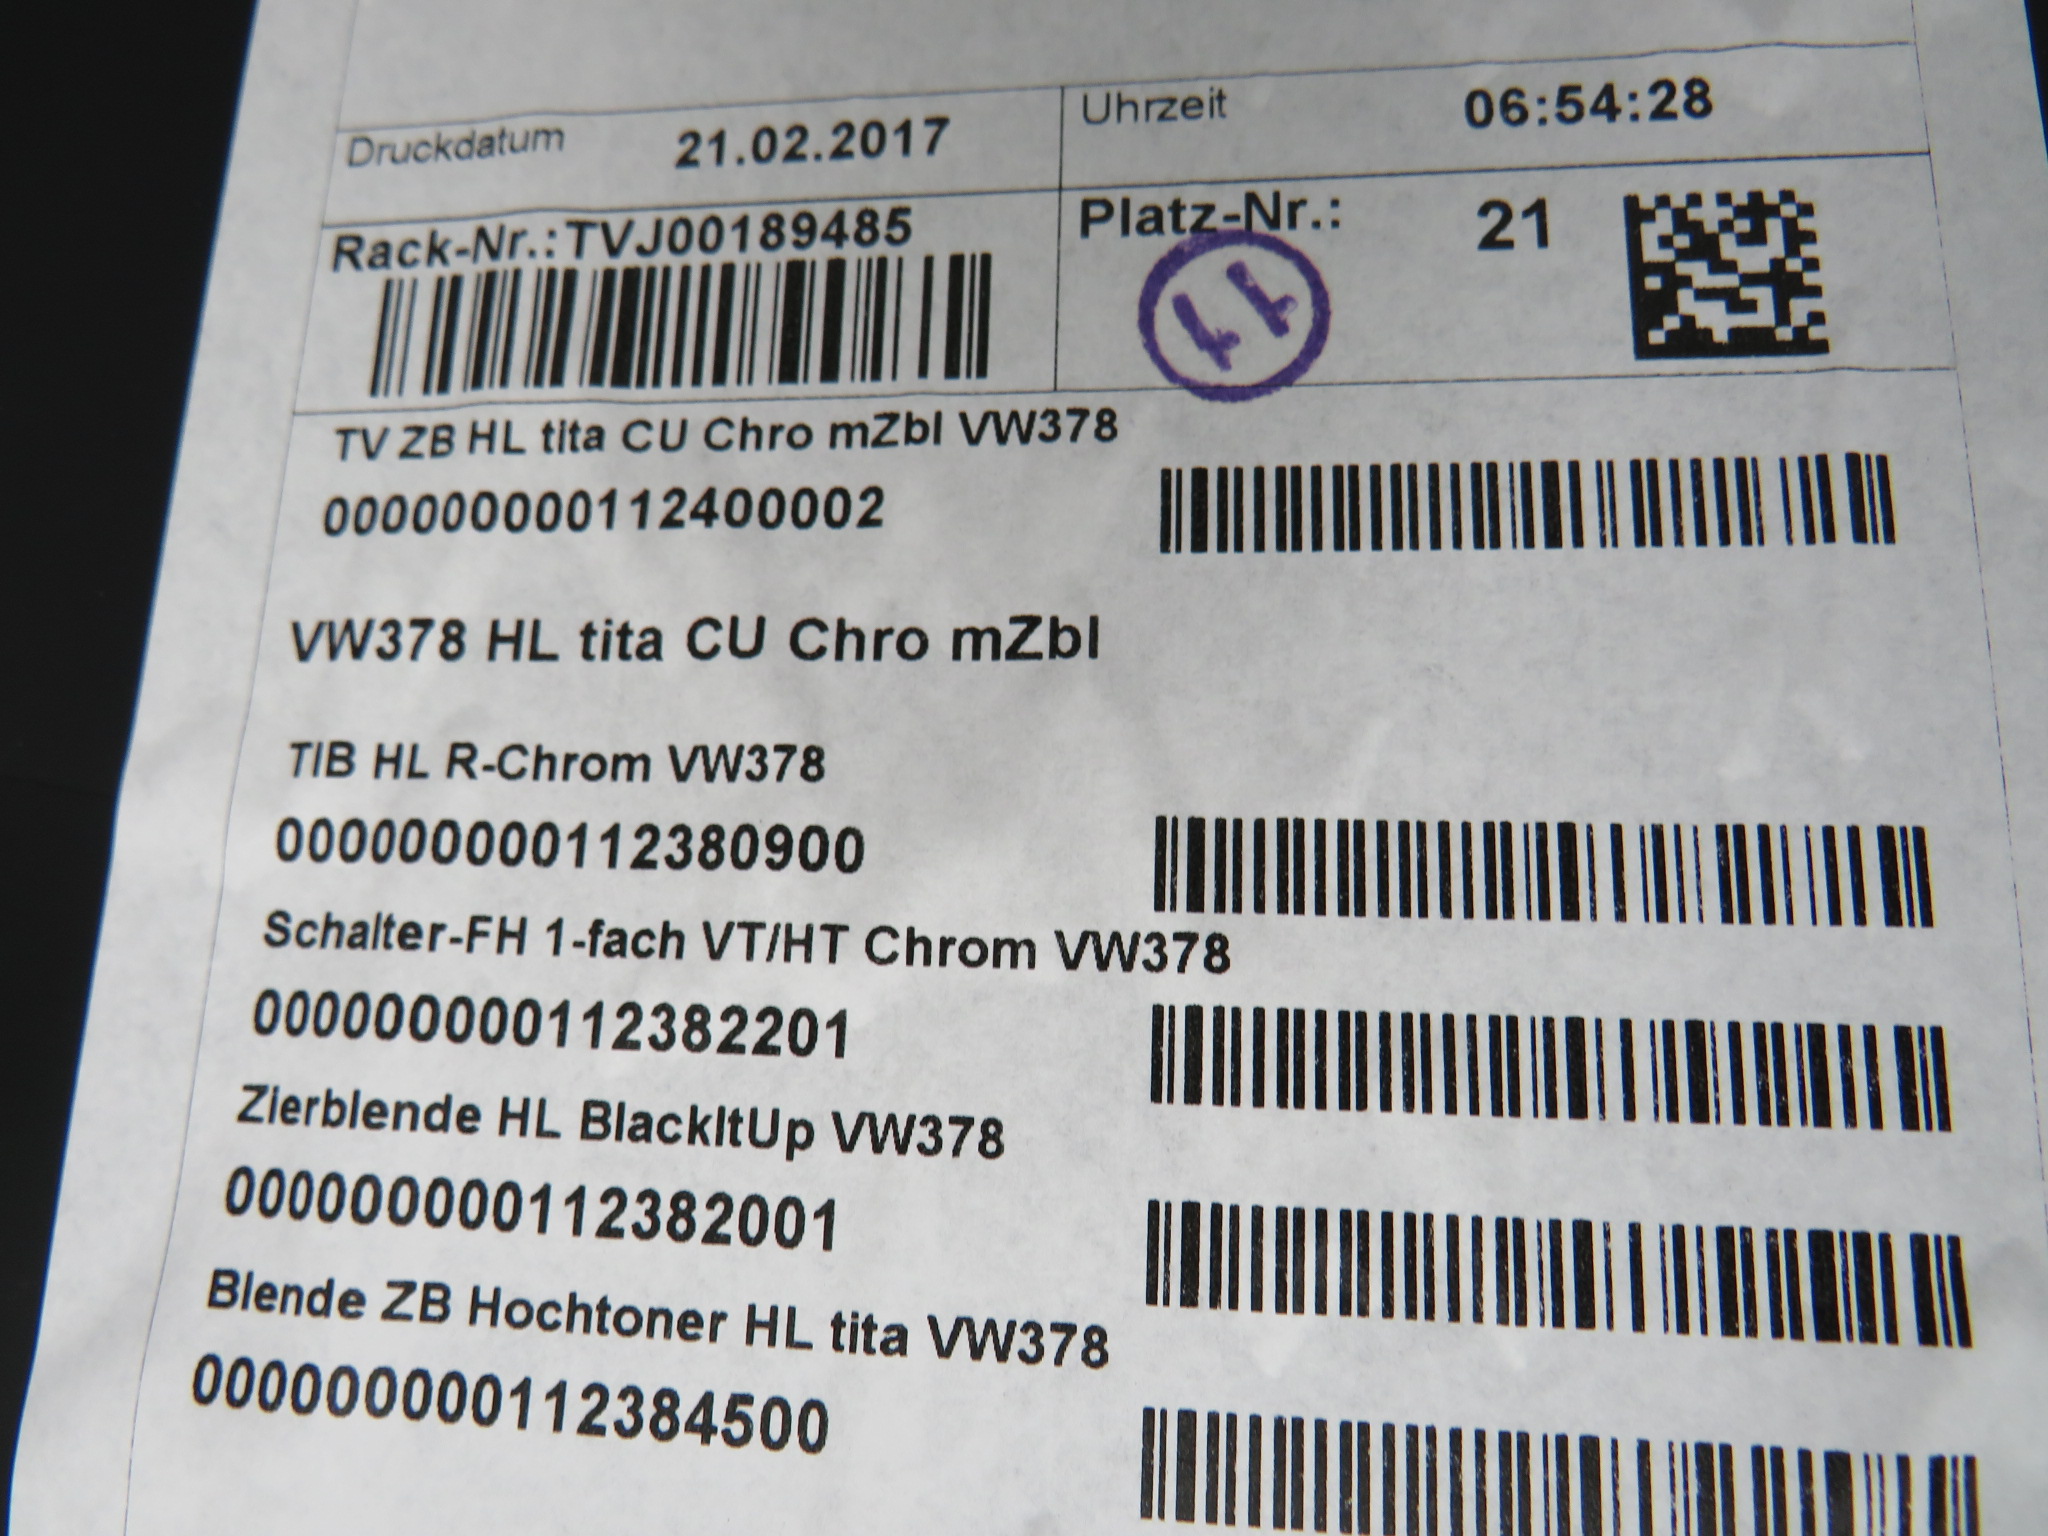 Druckdatum 21.02.2017 Uhrzeit 06:54:28
Rack-Nr.:TVJ00189485 Platz-Nr.: 21
11
TV ZB HL tita CU Chro mZbl VW378
000000000112400002
VW378 HL tita CU Chro mZbl
TIB HL R-Chrom VW378
000000000112380900
Schalter-FH 1-fach VT/HT Chrom VW378
000000000112382201
Zierblende HL BlackItUp VW378
000000000112382001
Blende ZB Hochtoner HL tita VW378
000000000112384500